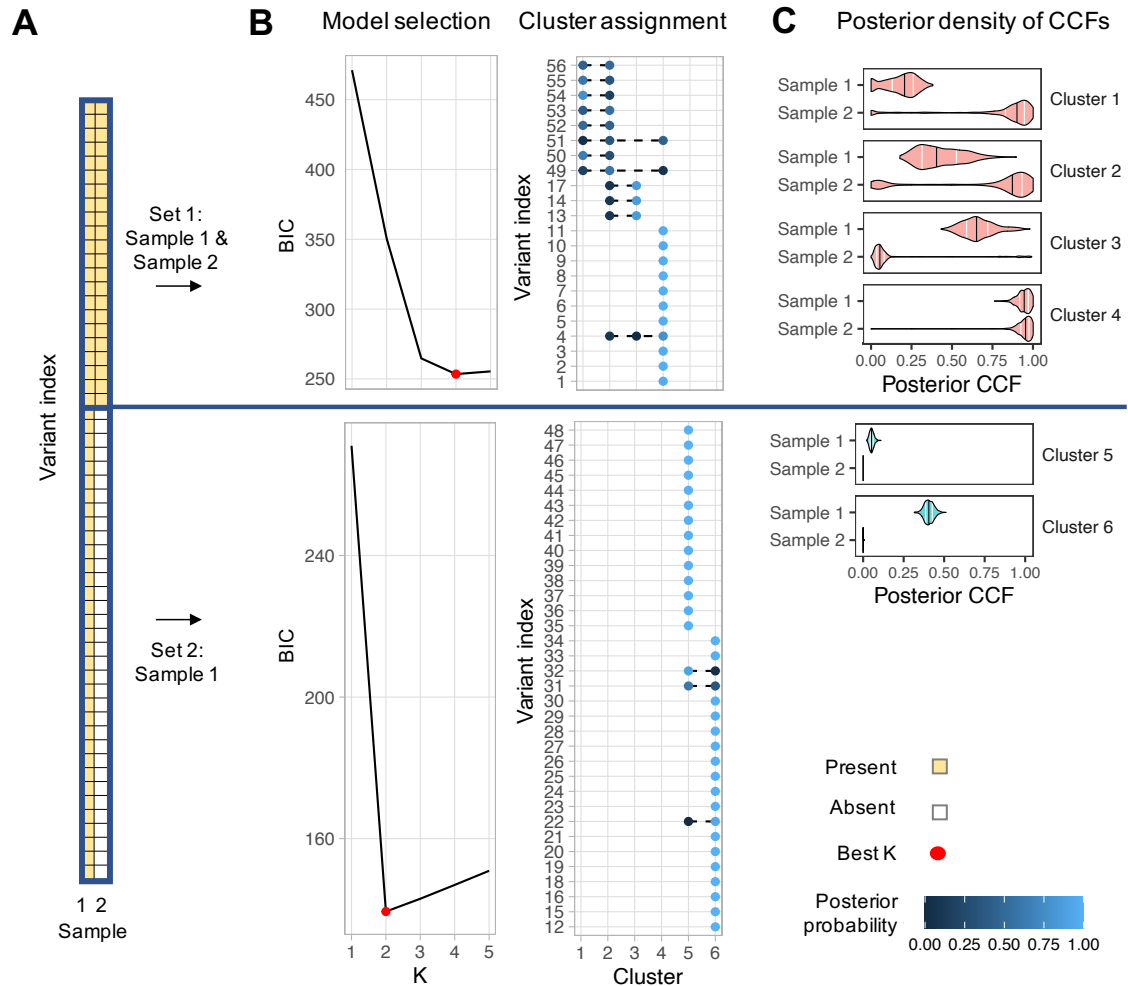 A
B
Model selection
Cluster assignment
C
Posterior density of CCFs
Variant index
1 2
Sample
Set 1:
Sample 1 &
Sample 2
Set 2:
Sample 1
BIC
450
400
350
300
250
Variant index
56
55
54
53
52
51
50
49
17
14
13
11
10
9
8
7
6
5
4
3
2
1
Sample 1
Sample 2
Cluster 1
Sample 1
Sample 2
Cluster 2
Sample 1
Sample 2
Cluster 3
Sample 1
Sample 2
Cluster 4
0.00 0.25 0.50 0.75 1.00
Posterior CCF
BIC
240
200
160
1 2 3 4 5
K
Variant index
48
47
46
45
44
43
42
41
40
39
38
37
36
35
34
33
32
31
30
29
28
27
26
25
24
23
22
21
20
19
18
16
15
12
1 2 3 4 5 6
Cluster
Sample 1
Sample 2
Cluster 5
Sample 1
Sample 2
Cluster 6
0.00 0.25 0.50 0.75 1.00
Posterior CCF
Present
Absent
Best K
Posterior
probability
0.00 0.25 0.50 0.75 1.00